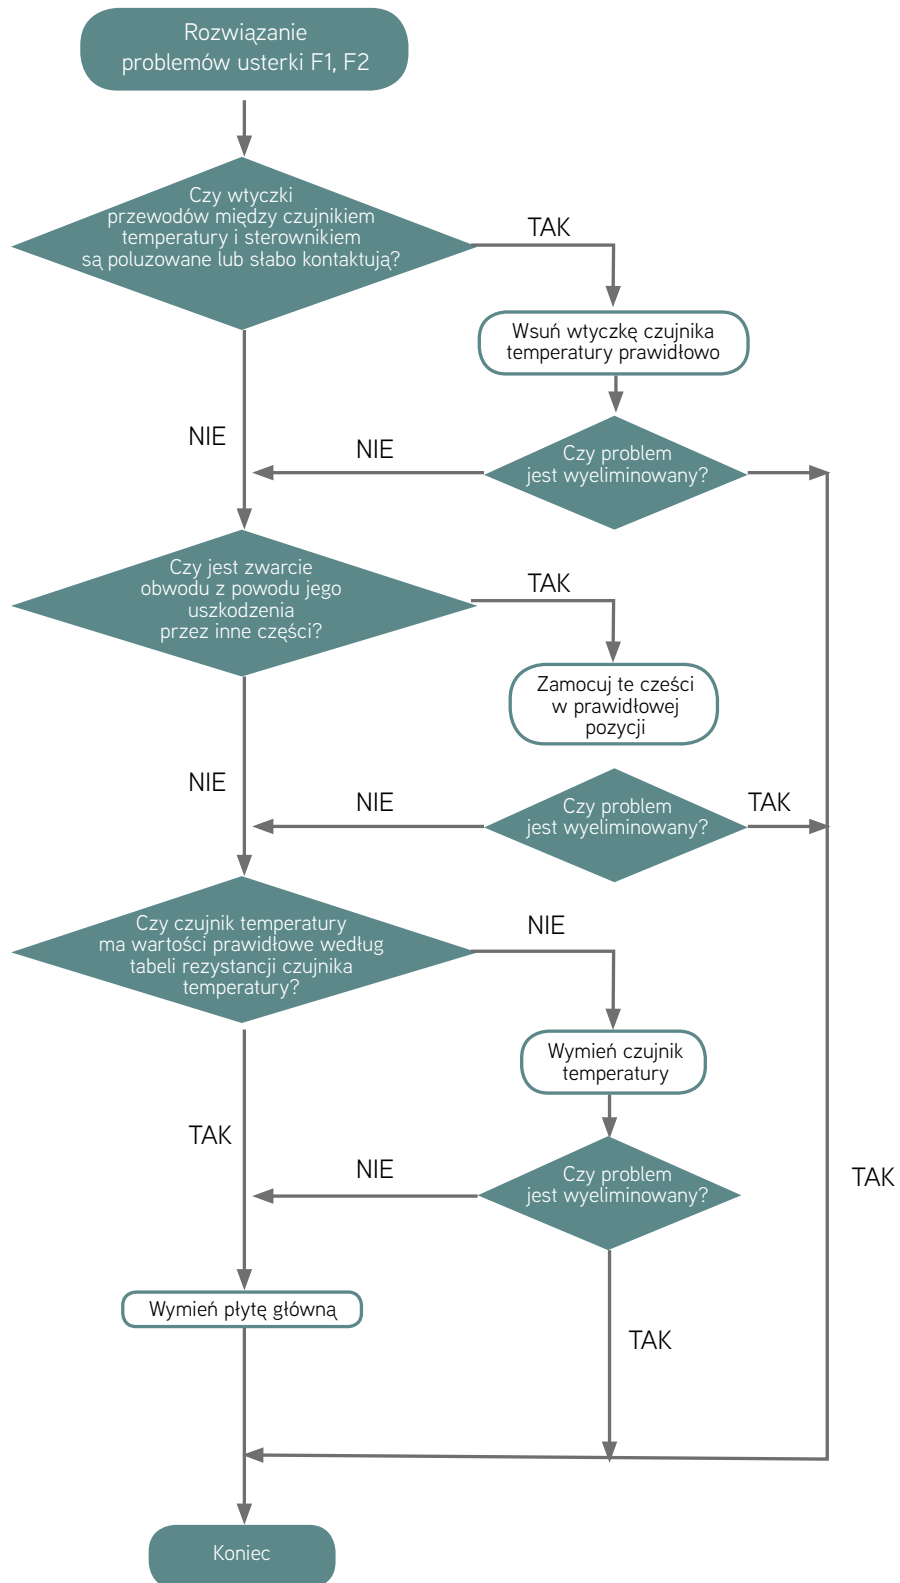 Rozwiązanie
problemów usterki F1, F2
Czy wtyczki
przewodów między czujnikiem
temperatury i sterownikiem
są poluzowane lub słabo kontaktują?
TAK
Wsuń wtyczkę czujnika
temperatury prawidłowo
NIE
NIE
Czy problem
jest wyeliminowany?
Czy jest zwarcie
obwodu z powodu jego
uszkodzenia
przez inne części?
TAK
Zamocuj te cześci
w prawidłowej
pozycji
NIE
NIE
Czy problem
jest wyeliminowany?
TAK
Czy czujnik temperatury
ma wartości prawidłowe według
tabeli rezystancji czujnika
temperatury?
NIE
Wymień czujnik
temperatury
TAK
NIE
Czy problem
jest wyeliminowany?
TAK
Wymień płytę główną
TAK
Koniec